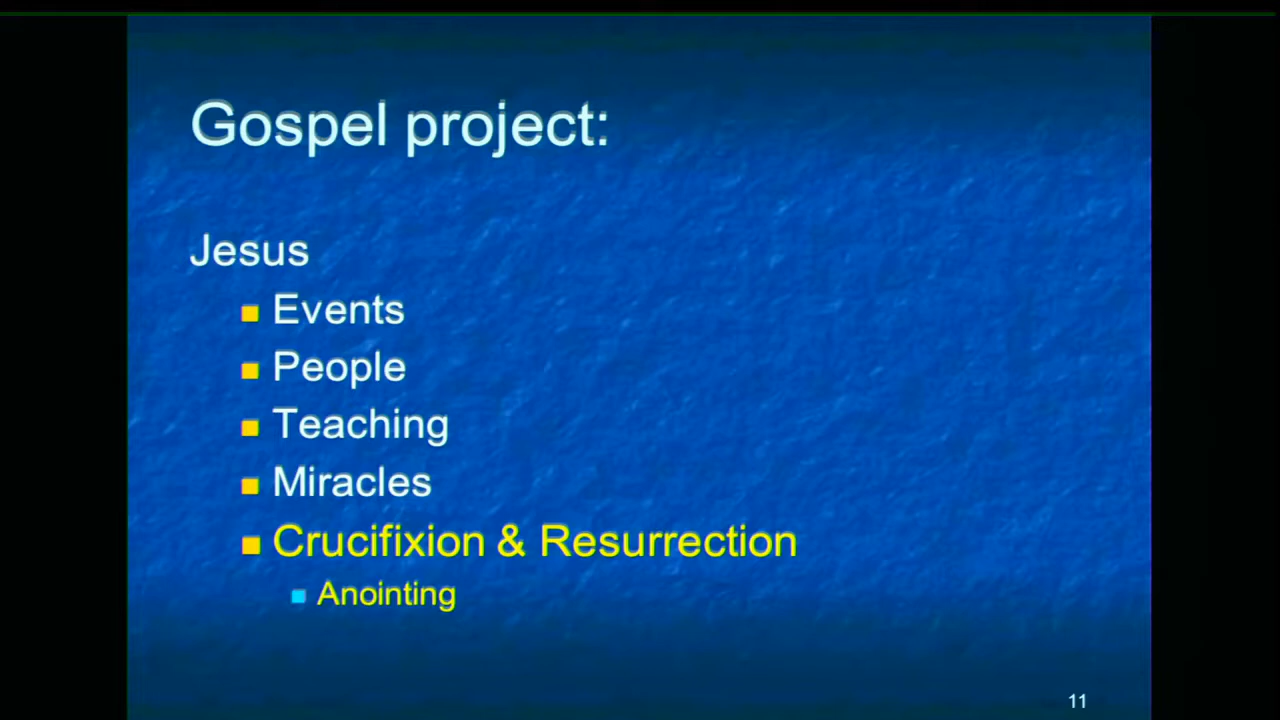 Gospel project:
Jesus
Events
People
Teaching
Miracles
Crucifixion & Resurrection
Anointing
11